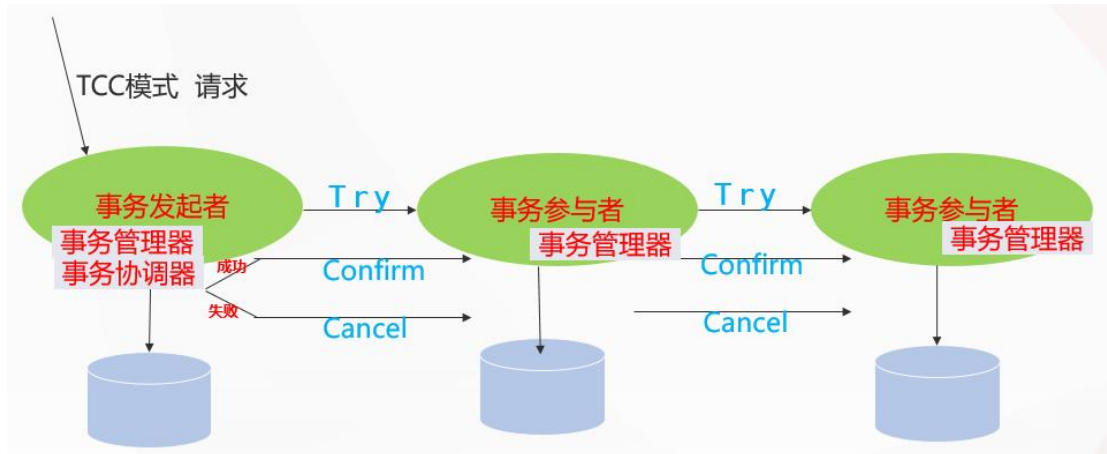 TCC模式 请求
事务发起者
事务管理器
事务协调器
Try
事务参与者
事务管理器
Try
事务参与者
事务管理器
成功
Confirm
Confirm
失败
Cancel
Cancel